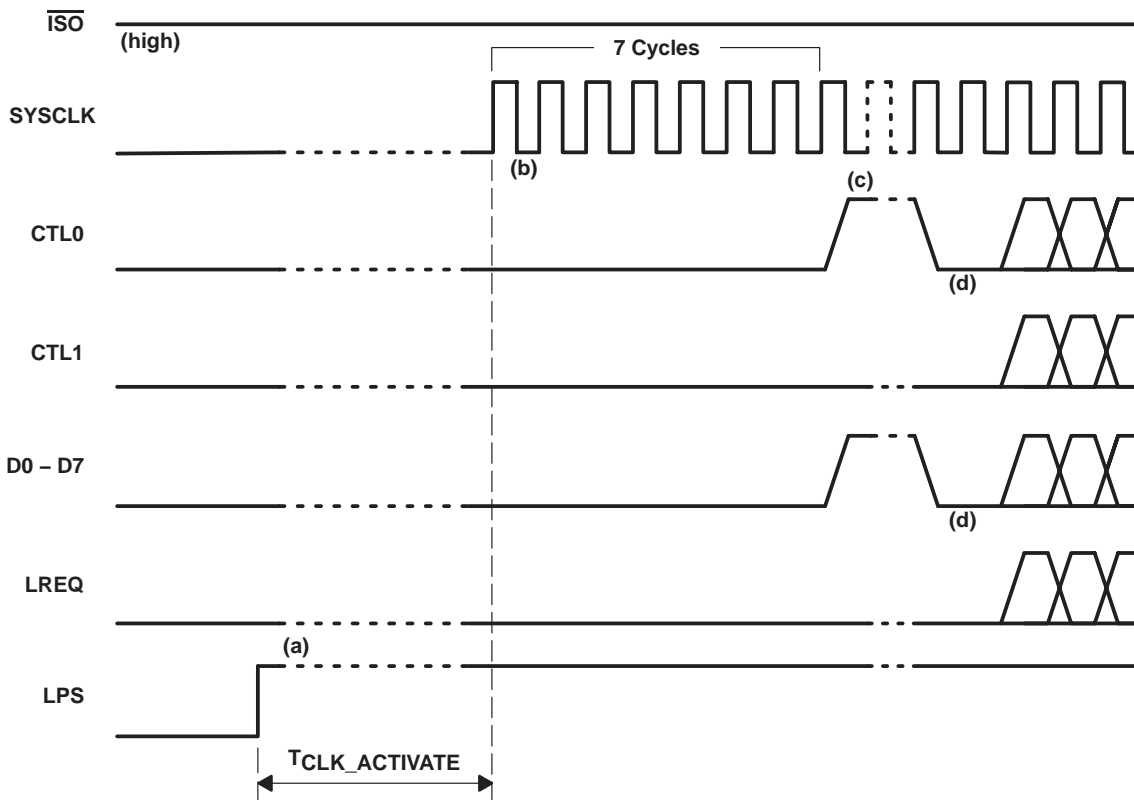 ISO
(high)
7 Cycles
SYSCLK
(b)
(c)
CTL0
(d)
CTL1
D0 – D7
(d)
LREQ
(a)
LPS
TCLK_ACTIVATE